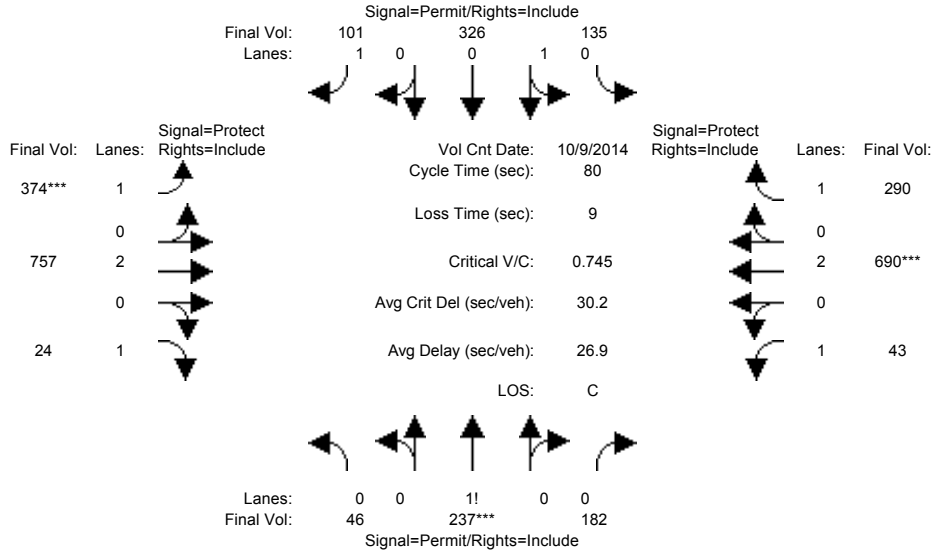 Signal=Permit/Rights=Include
Final Vol: 101 326 135
Lanes: 1 0 0 1 0
Signal=Protect Signal=Protect
Final Vol: Lanes: Rights=Include Vol Cnt Date: 10/9/2014 Rights=Include Lanes: Final Vol:
Cycle Time (sec): 80
374*** 1 1 290
Loss Time (sec): 9
0 0
757 2 Critical V/C: 0.745 2 690***
0 Avg Crit Del (sec/veh): 30.2 0
24 1 Avg Delay (sec/veh): 26.9 1 43
LOS: C
Lanes: 0 0 1! 0 0
Final Vol: 46 237*** 182
Signal=Permit/Rights=Include